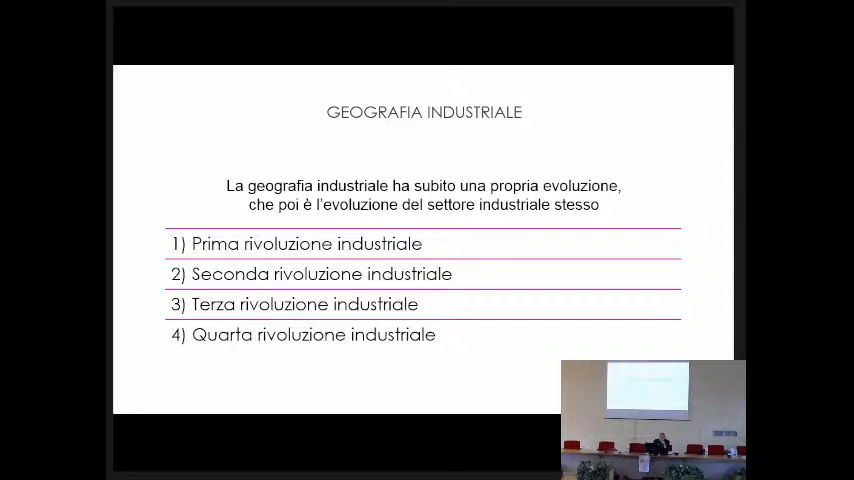 GEOGRAFIA INDUSTRIALE
La geografia industriale ha subito una propria evoluzione,
che poi è l'evoluzione del settore industriale stesso
1) Prima rivoluzione industriale
2) Seconda rivoluzione industriale
3) Terza rivoluzione industriale
4) Quarta rivoluzione industriale